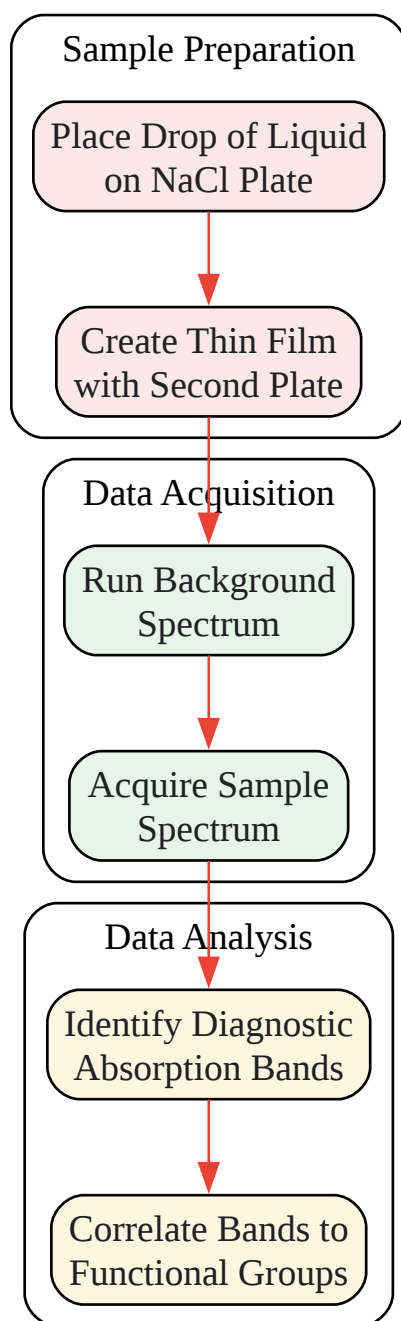 Sample Preparation
Place Drop of Liquid
on NaCl Plate
Create Thin Film
with Second Plate
Data Acquisition
Run Background
Spectrum
Acquire Sample
Spectrum
Data Analysis
Identify Diagnostic
Absorption Bands
Correlate Bands to
Functional Groups